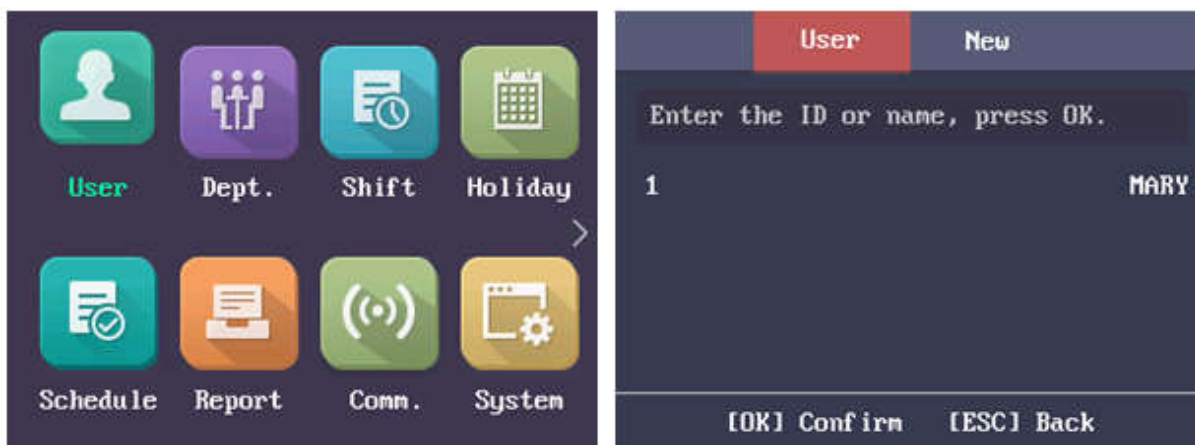 User Dept. Shift Holiday
Schedule Report Comm. System
User New
Enter the ID or name, press OK.
1 MARY
[OK] Confirm [ESC] Back